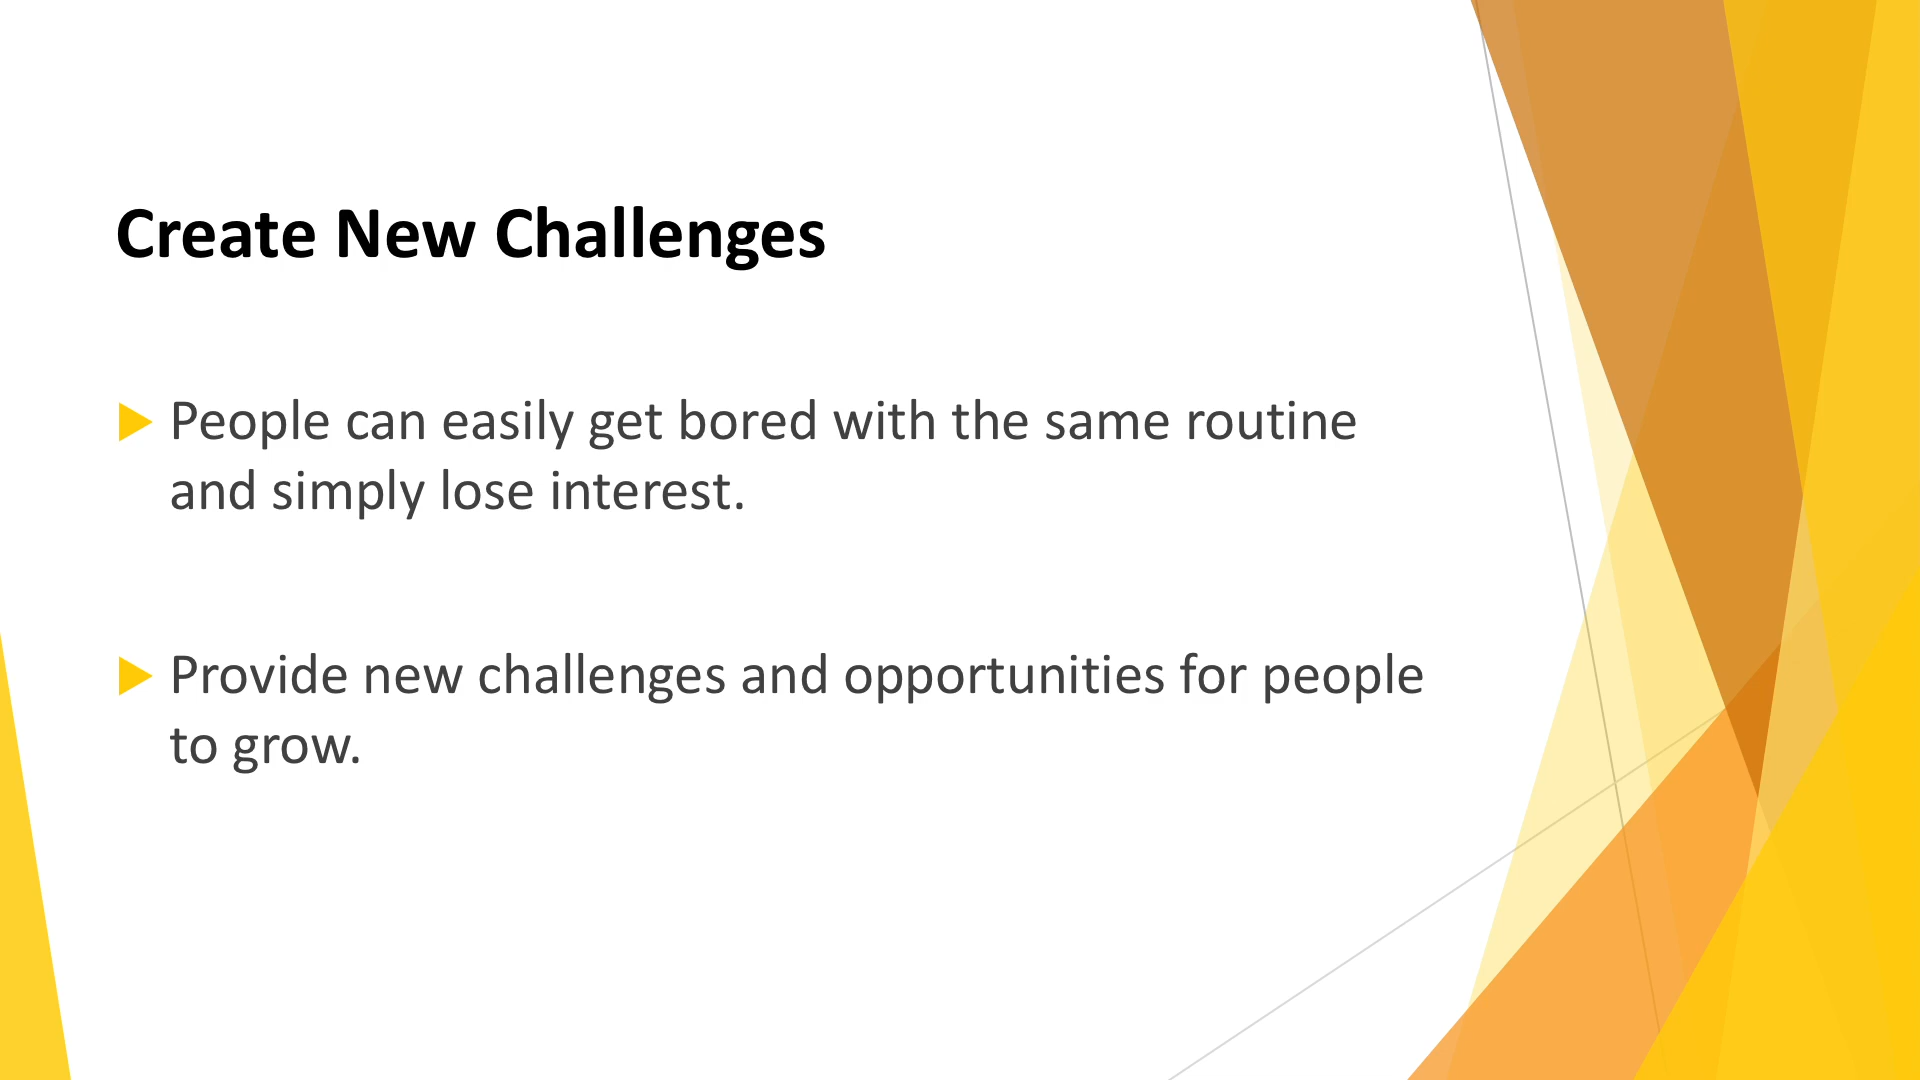 Create New Challenges
People can easily get bored with the same routine
and simply lose interest.
Provide new challenges and opportunities for people
to grow.